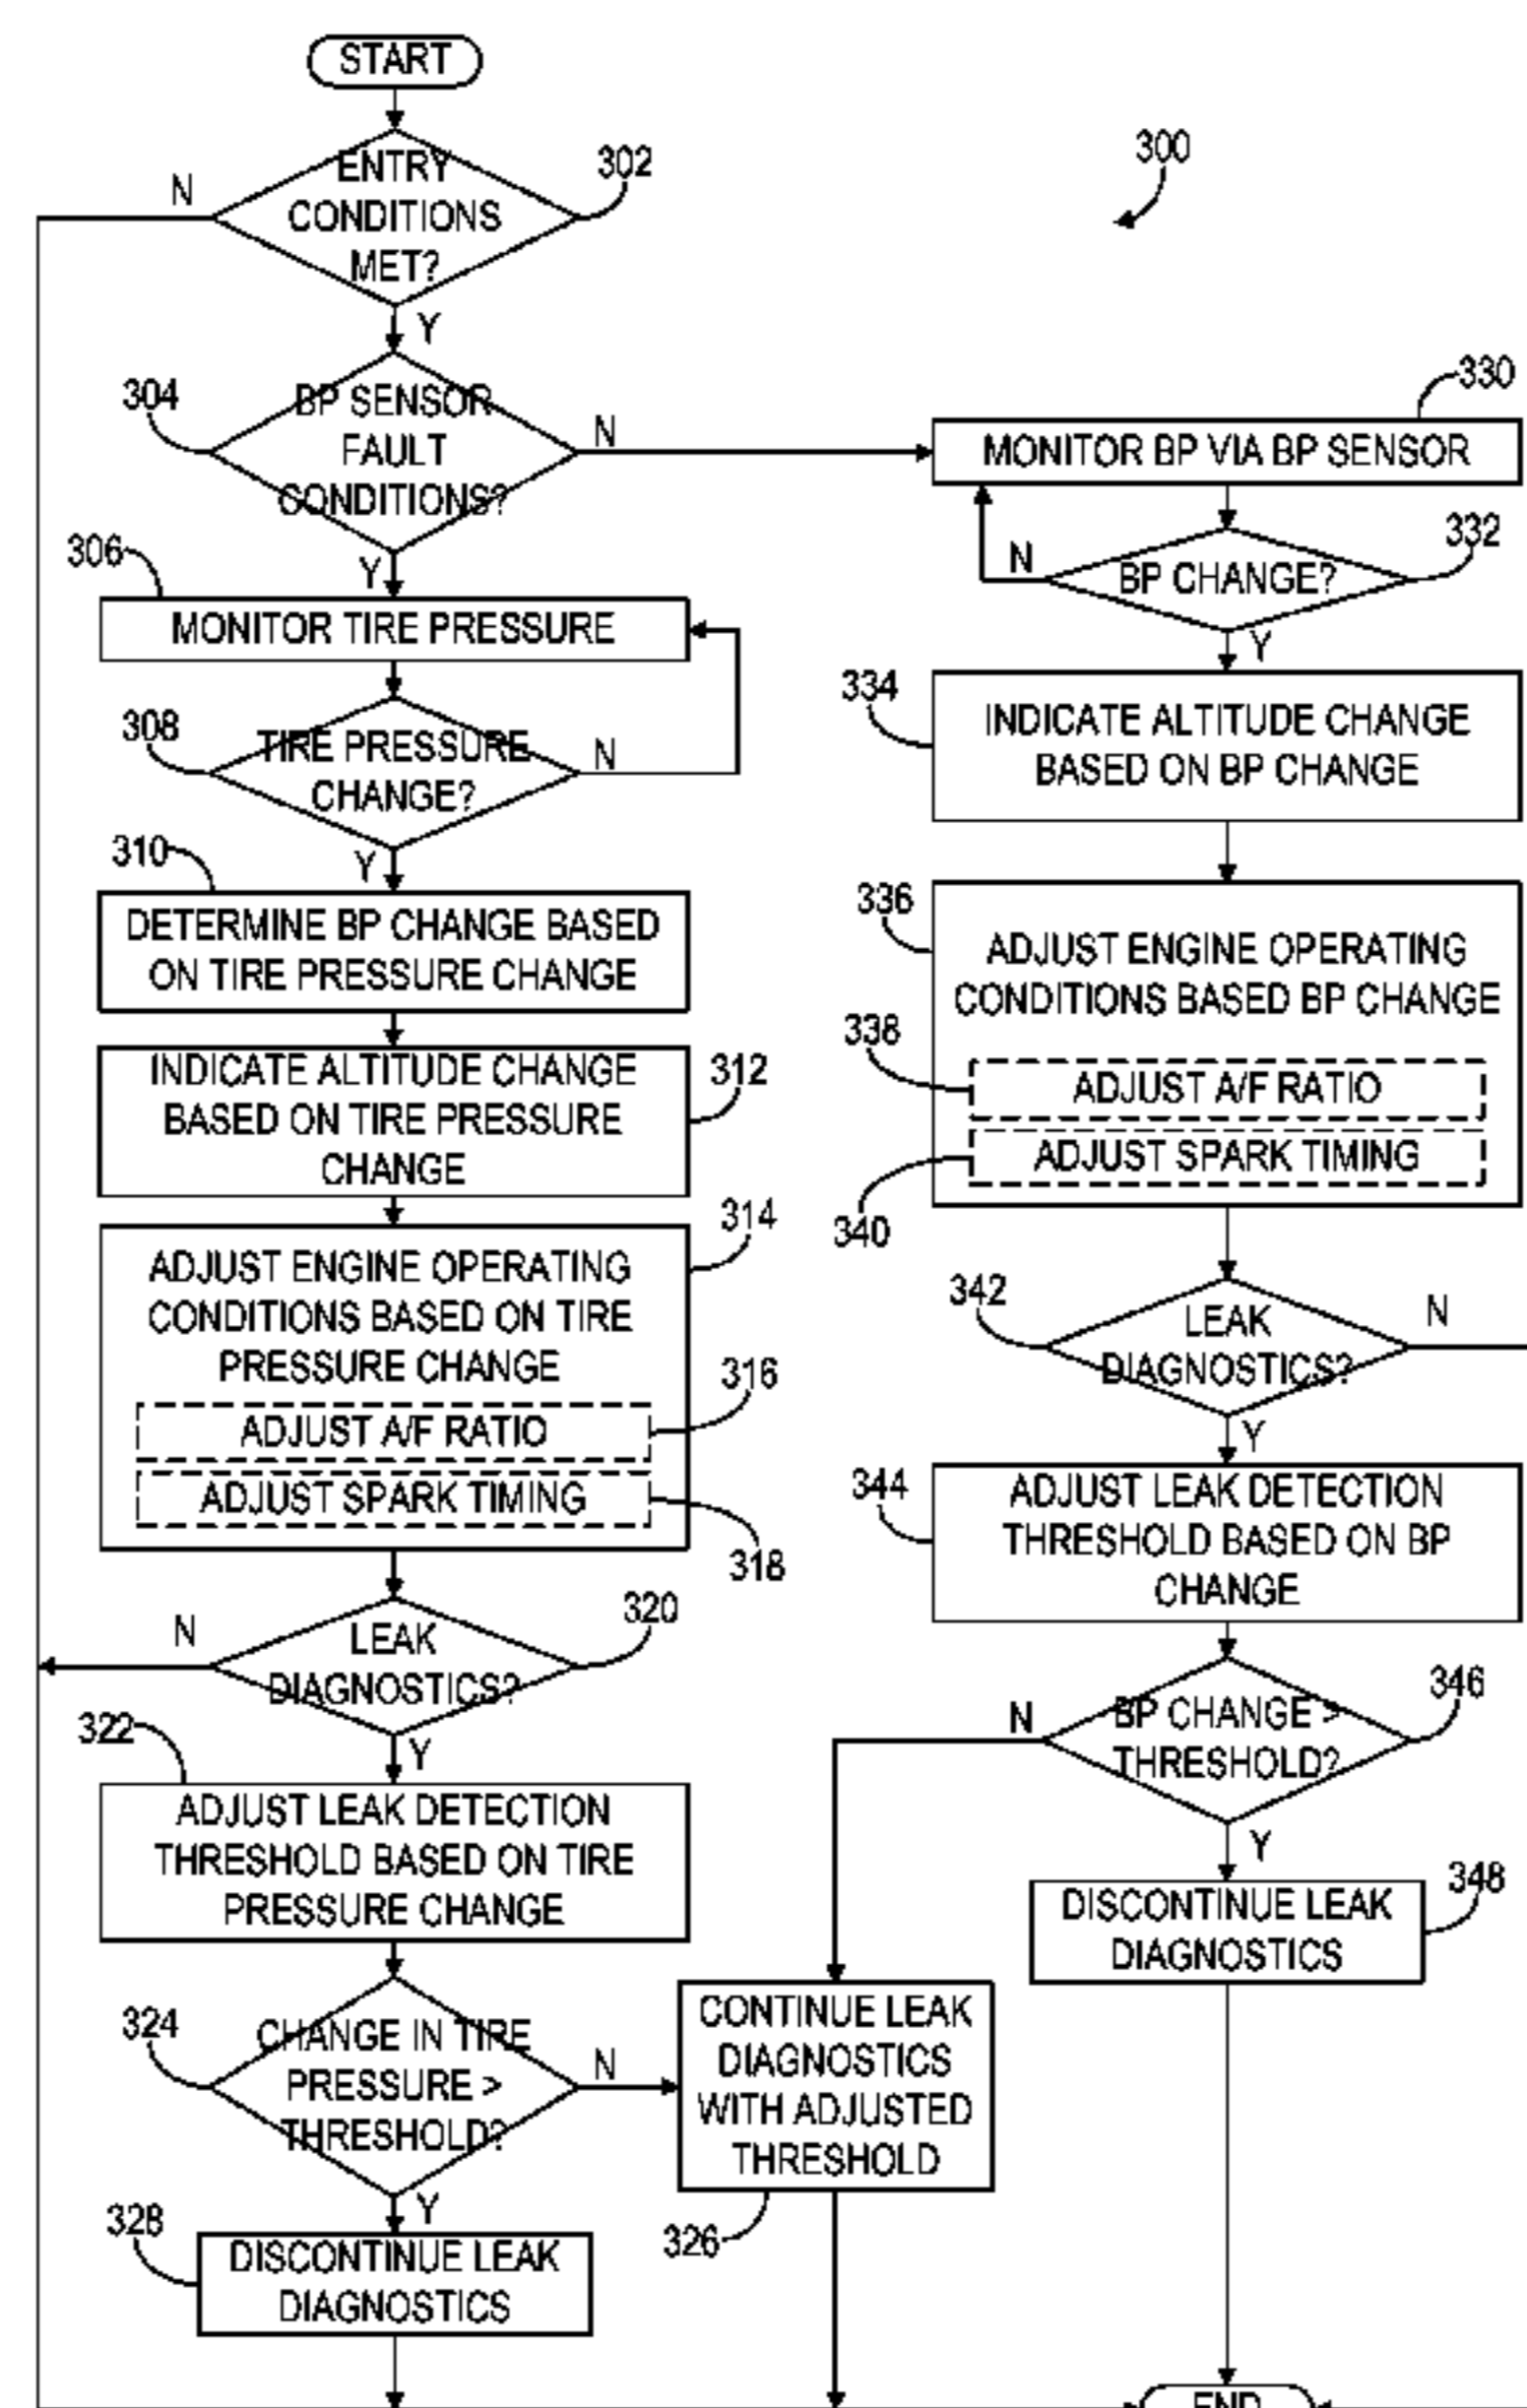 START
ENTRY
CONDITIONS
MET?
302
N
Y
300
BP SENSOR
FAULT
CONDITIONS?
304
N
Y
306
MONITOR TIRE PRESSURE
308
TIRE PRESSURE
CHANGE?
N
Y
310
DETERMINE BP CHANGE BASED
ON TIRE PRESSURE CHANGE
INDICATE ALTITUDE CHANGE
BASED ON TIRE PRESSURE
CHANGE
312
314
ADJUST ENGINE OPERATING
CONDITIONS BASED ON TIRE
PRESSURE CHANGE
316
ADJUST A/F RATIO
ADJUST SPARK TIMING
318
320
N
LEAK
DIAGNOSTICS?
Y
322
ADJUST LEAK DETECTION
THRESHOLD BASED ON TIRE
PRESSURE CHANGE
324
CHANGE IN TIRE
PRESSURE >
THRESHOLD?
N
Y
328
DISCONTINUE LEAK
DIAGNOSTICS
CONTINUE LEAK
DIAGNOSTICS
WITH ADJUSTED
THRESHOLD
326
330
MONITOR BP VIA BP SENSOR
332
N
BP CHANGE?
Y
334
INDICATE ALTITUDE CHANGE
BASED ON BP CHANGE
336
ADJUST ENGINE OPERATING
CONDITIONS BASED BP CHANGE
338
ADJUST A/F RATIO
ADJUST SPARK TIMING
340
342
LEAK
DIAGNOSTICS?
N
Y
344
ADJUST LEAK DETECTION
THRESHOLD BASED ON BP
CHANGE
346
N
BP CHANGE >
THRESHOLD?
Y
348
DISCONTINUE LEAK
DIAGNOSTICS
END